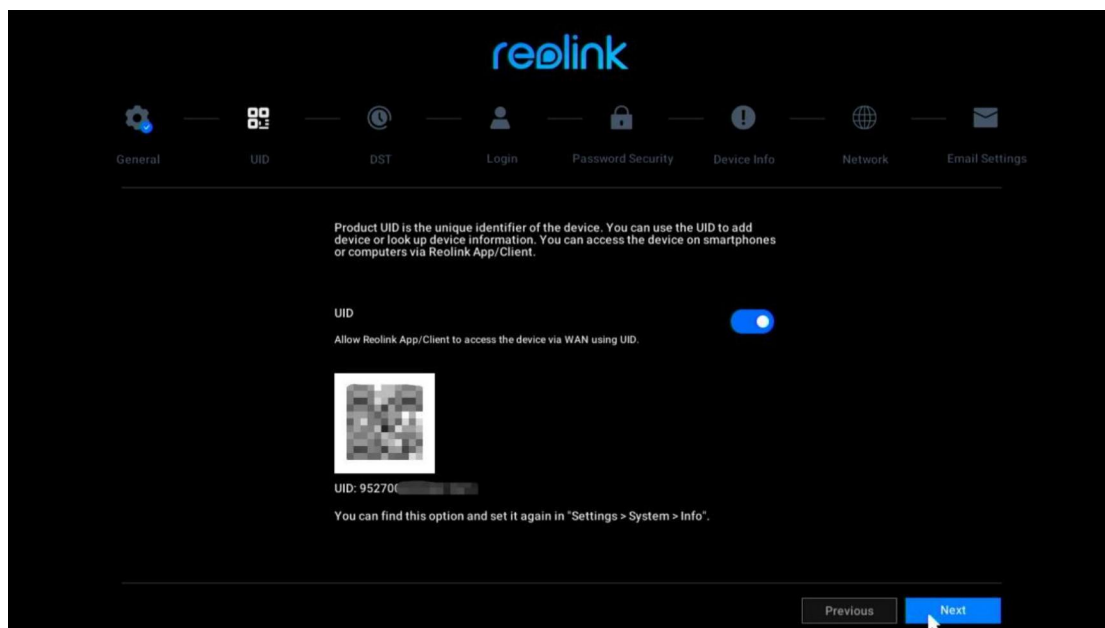 reolink
General
UID
DST
Login
Password Security
Device Info
Network
Email Settings
Product UID is the unique identifier of the device. You can use the UID to add
device or look up device information. You can access the device on smartphones
or computers via Reolink App/Client.
UID
Allow Reolink App/Client to access the device via WAN using UID.
UID: 95270
You can find this option and set it again in "Settings > System > Info".
Previous
Next